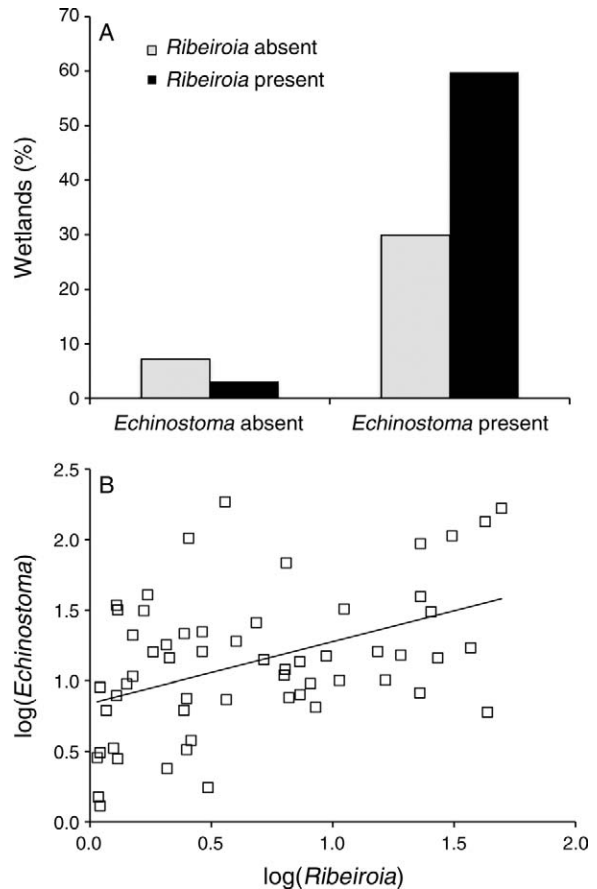 70
A
Ribeiroia absent
60
Ribeiroia present
50
Wetlands (%)
40
30
20
10
0
Echinostoma absent
Echinostoma present
2.5
B
2.0
1.5
log(Echinostoma)
1.0
0.5
0.0
0.0 0.5 1.0 1.5 2.0
log(Ribeiroia)